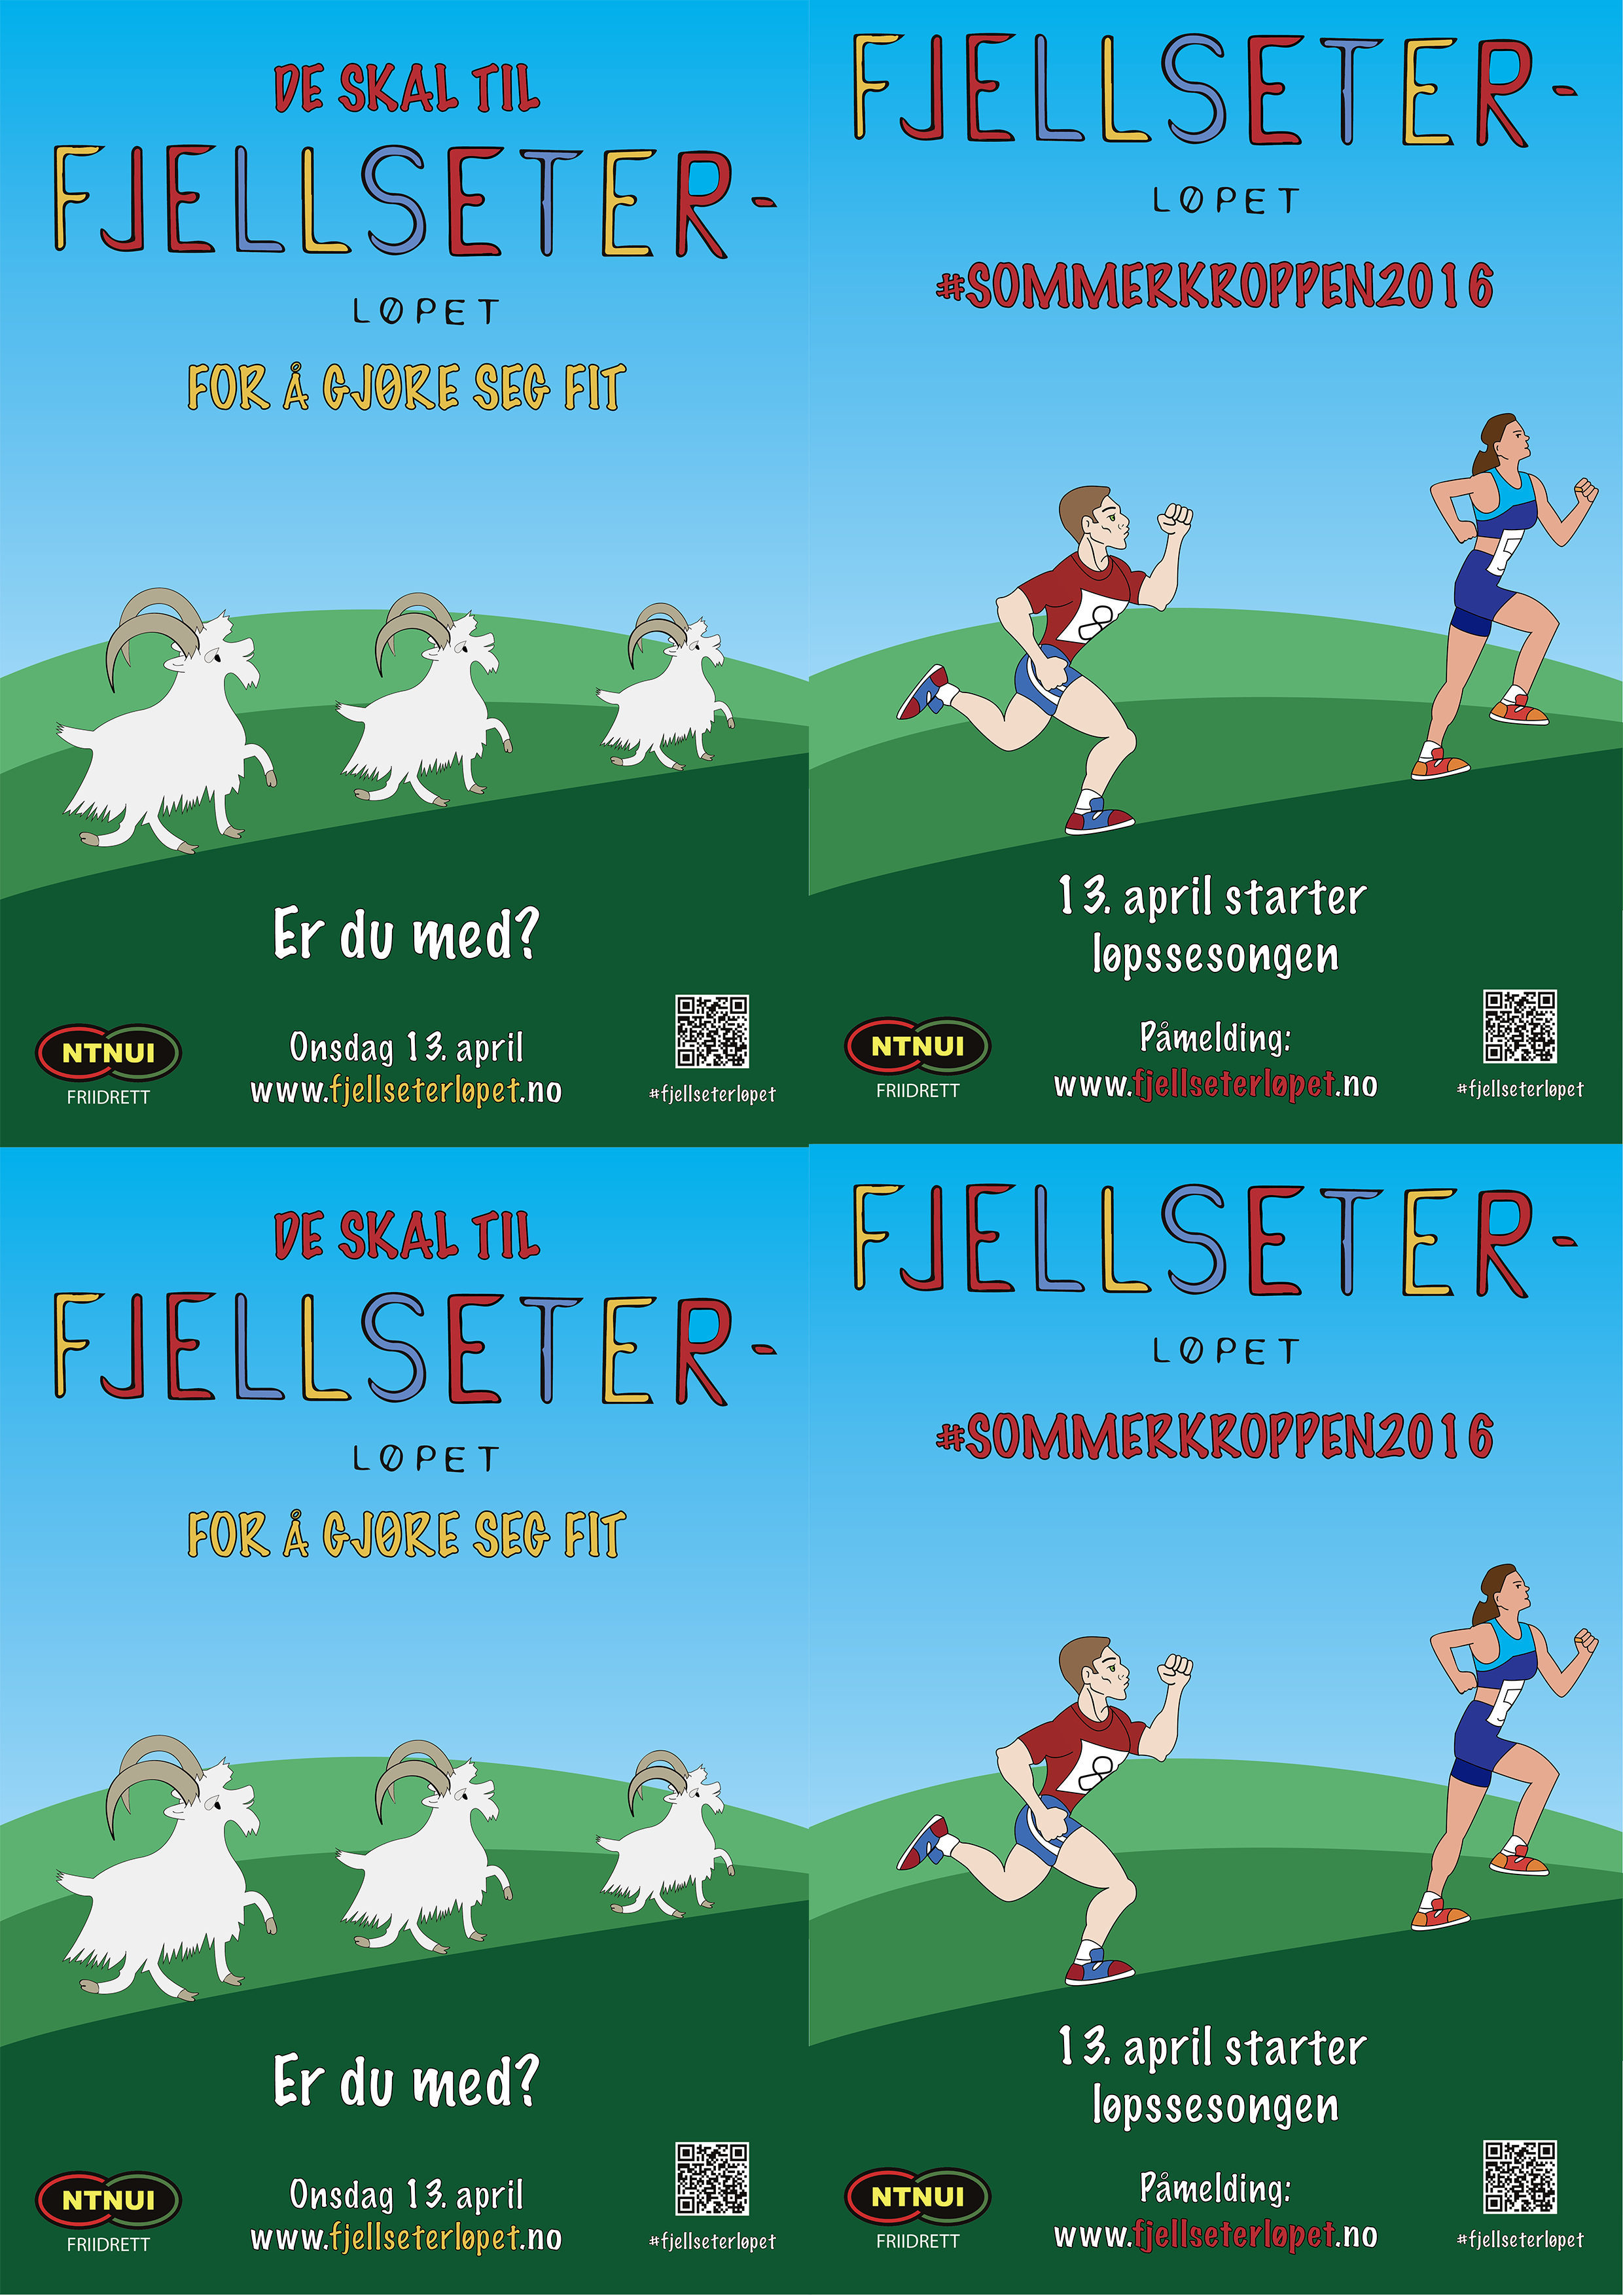 DE SKAL TIL
FJELLSETER-
LØPET
FOR Å GJØRE SEG FIT
Er du med?
NTNUI
FRIIDRETT
Onsdag 13. april
www.fjellseterløpet.no
#fjellseterløpet
FJELLSETER-
LØPET
#SOMMERKROPPEN2016
8
13. april starter
løpssesongen
NTNUI
FRIIDRETT
Påmelding:
www.fjellseterløpet.no
#fjellseterløpet
DE SKAL TIL
FJELLSETER-
LØPET
FOR Å GJØRE SEG FIT
Er du med?
NTNUI
FRIIDRETT
Onsdag 13. april
www.fjellseterløpet.no
#fjellseterløpet
FJELLSETER-
LØPET
#SOMMERKROPPEN2016
8
13. april starter
løpssesongen
NTNUI
FRIIDRETT
Påmelding:
www.fjellseterløpet.no
#fjellseterløpet